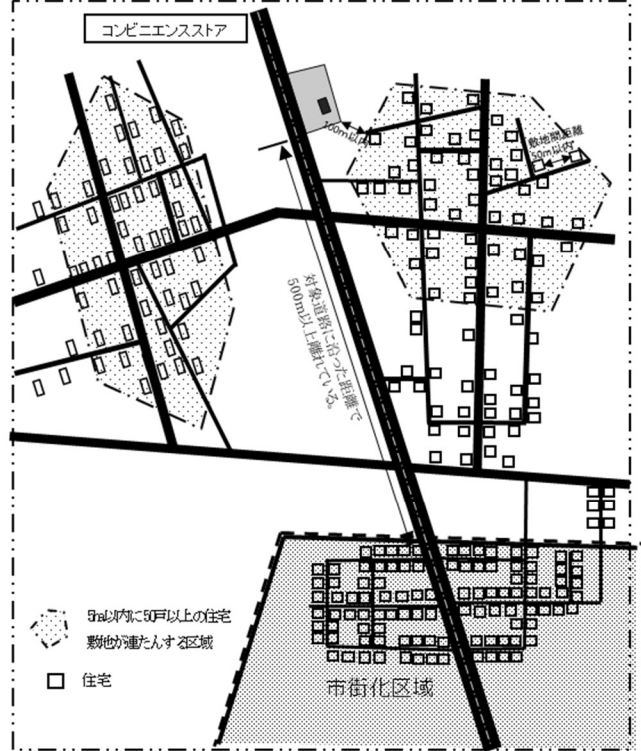 コンビニエンスストア
100m以内
敷地間距離
50m以内
対象道路に沿った距離で
500m以上離れている。
5ha以内に50戸以上の住宅
敷地が連たんする区域
住宅
市街化区域